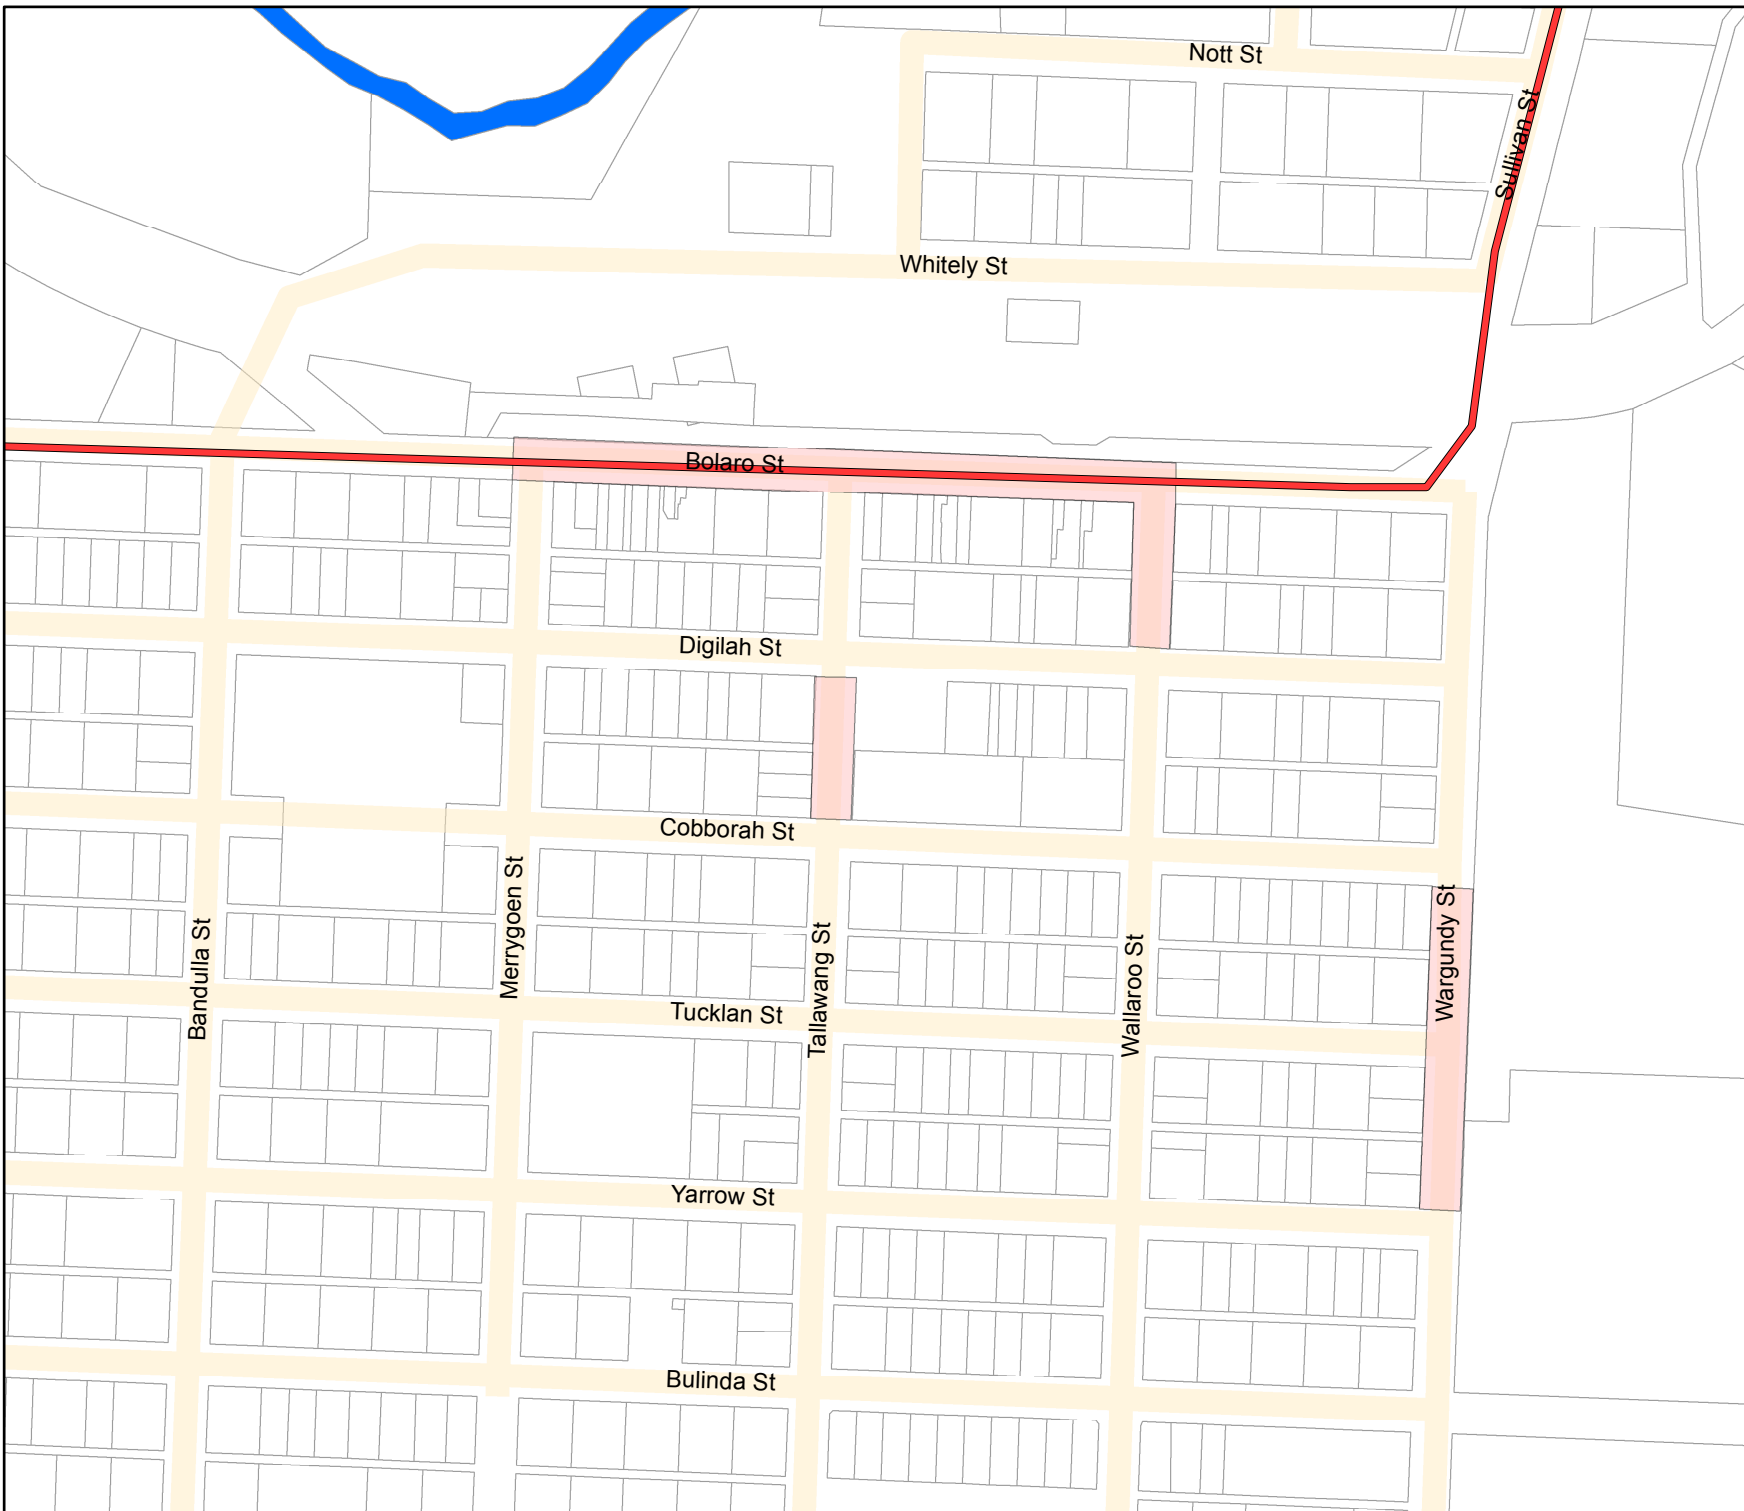 Nott St
Sullivan St
Whitely St
Bolaro St
Digilah St
Cobborah St
Merrygoen St
Wargundy St
Bandulla St
Tallawang St
Wallaroo St
Tucklan St
Yarrow St
Bulinda St